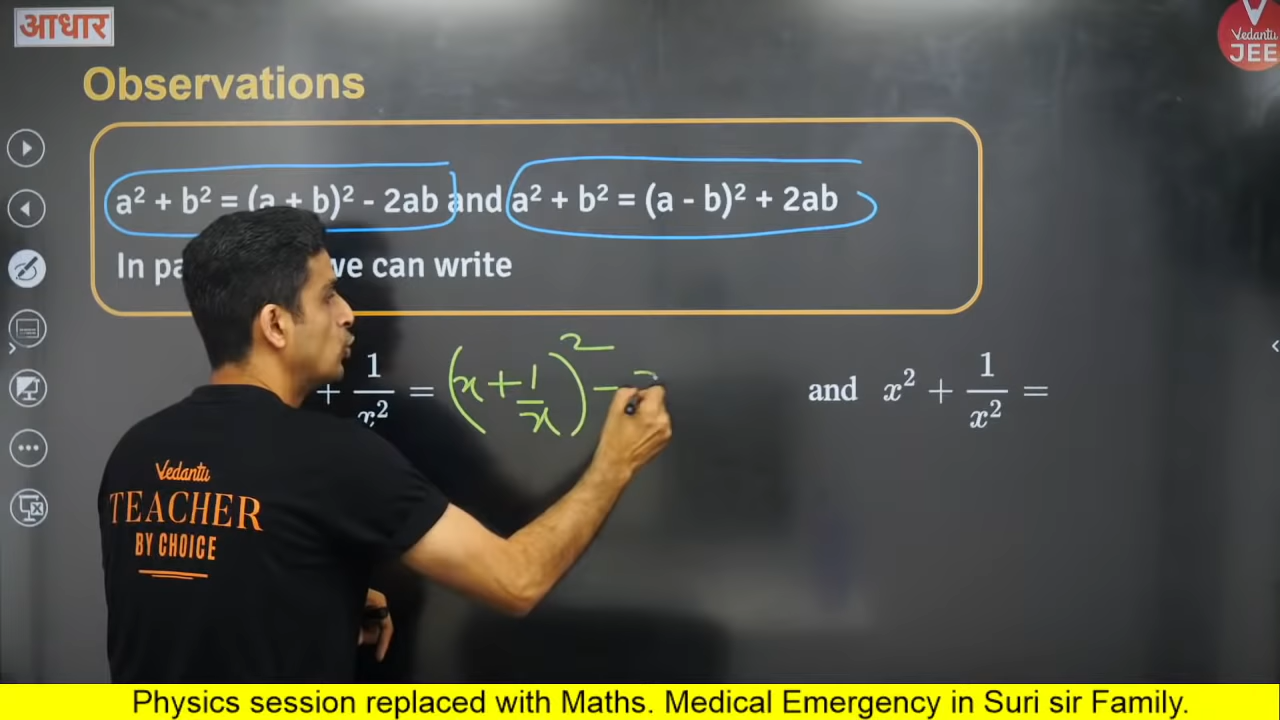 आधार
Vedantu
JEE
Observations
a² + b² = (a + b)² - 2ab and a² + b² = (a - b)² + 2ab
In pa we can write
+ 1/x² = (x + 1/x)² - 2 and x² + 1/x² =
Vedantu
TEACHER
BY CHOICE
Physics session replaced with Maths. Medical Emergency in Suri sir Family.